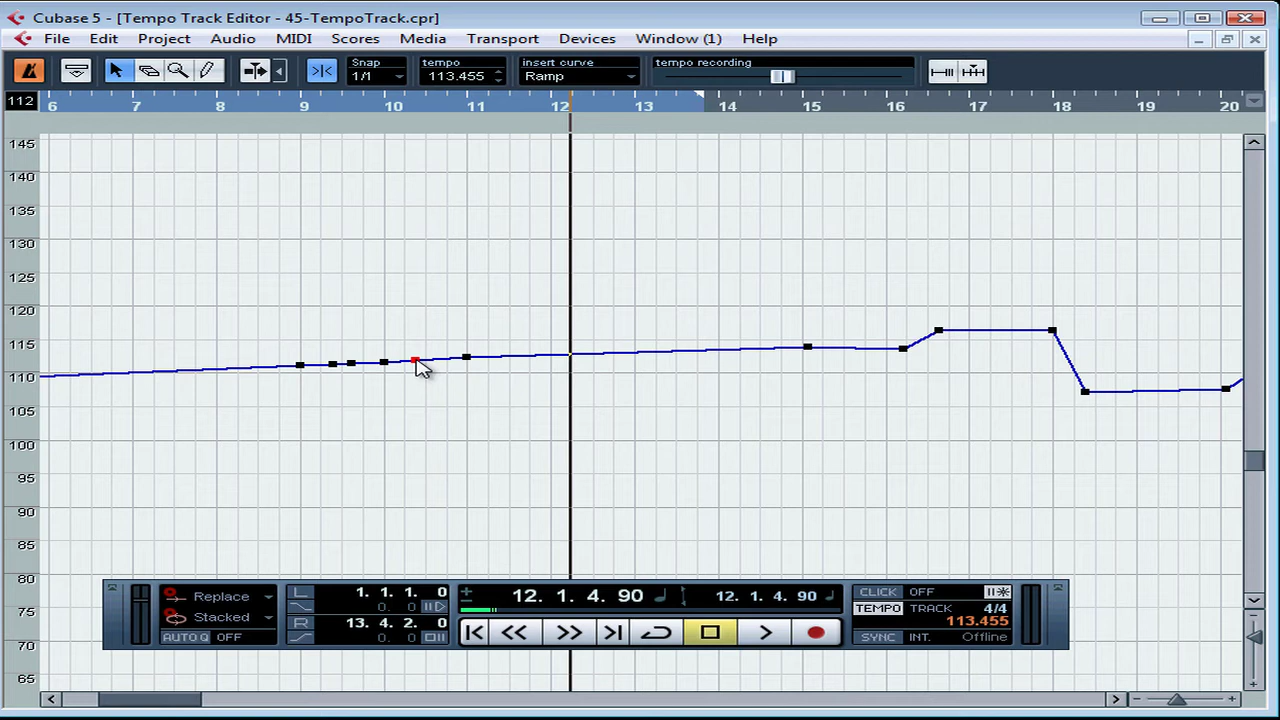 Cubase 5 - [Tempo Track Editor - 45-TempoTrack.cpr]
File Edit Project Audio MIDI Scores Media Transport Devices Window (1) Help
Snap tempo insert curve tempo recording
1/1 113.455 Ramp
112 6 7 8 9 10 11 12 13 14 15 16 17 18 19 20
145
140
135
130
125
120
115
110
105
100
95
90
85
80
75
70
65
Replace
Stacked
AUTO Q OFF
L 1. 1. 1. 0
0. 0
R 13. 4. 2. 0
0. 0
12. 1. 4. 90 12. 1. 4. 90
CLICK OFF
TEMPO TRACK 4/4
113.455
SYNC INT. Offline